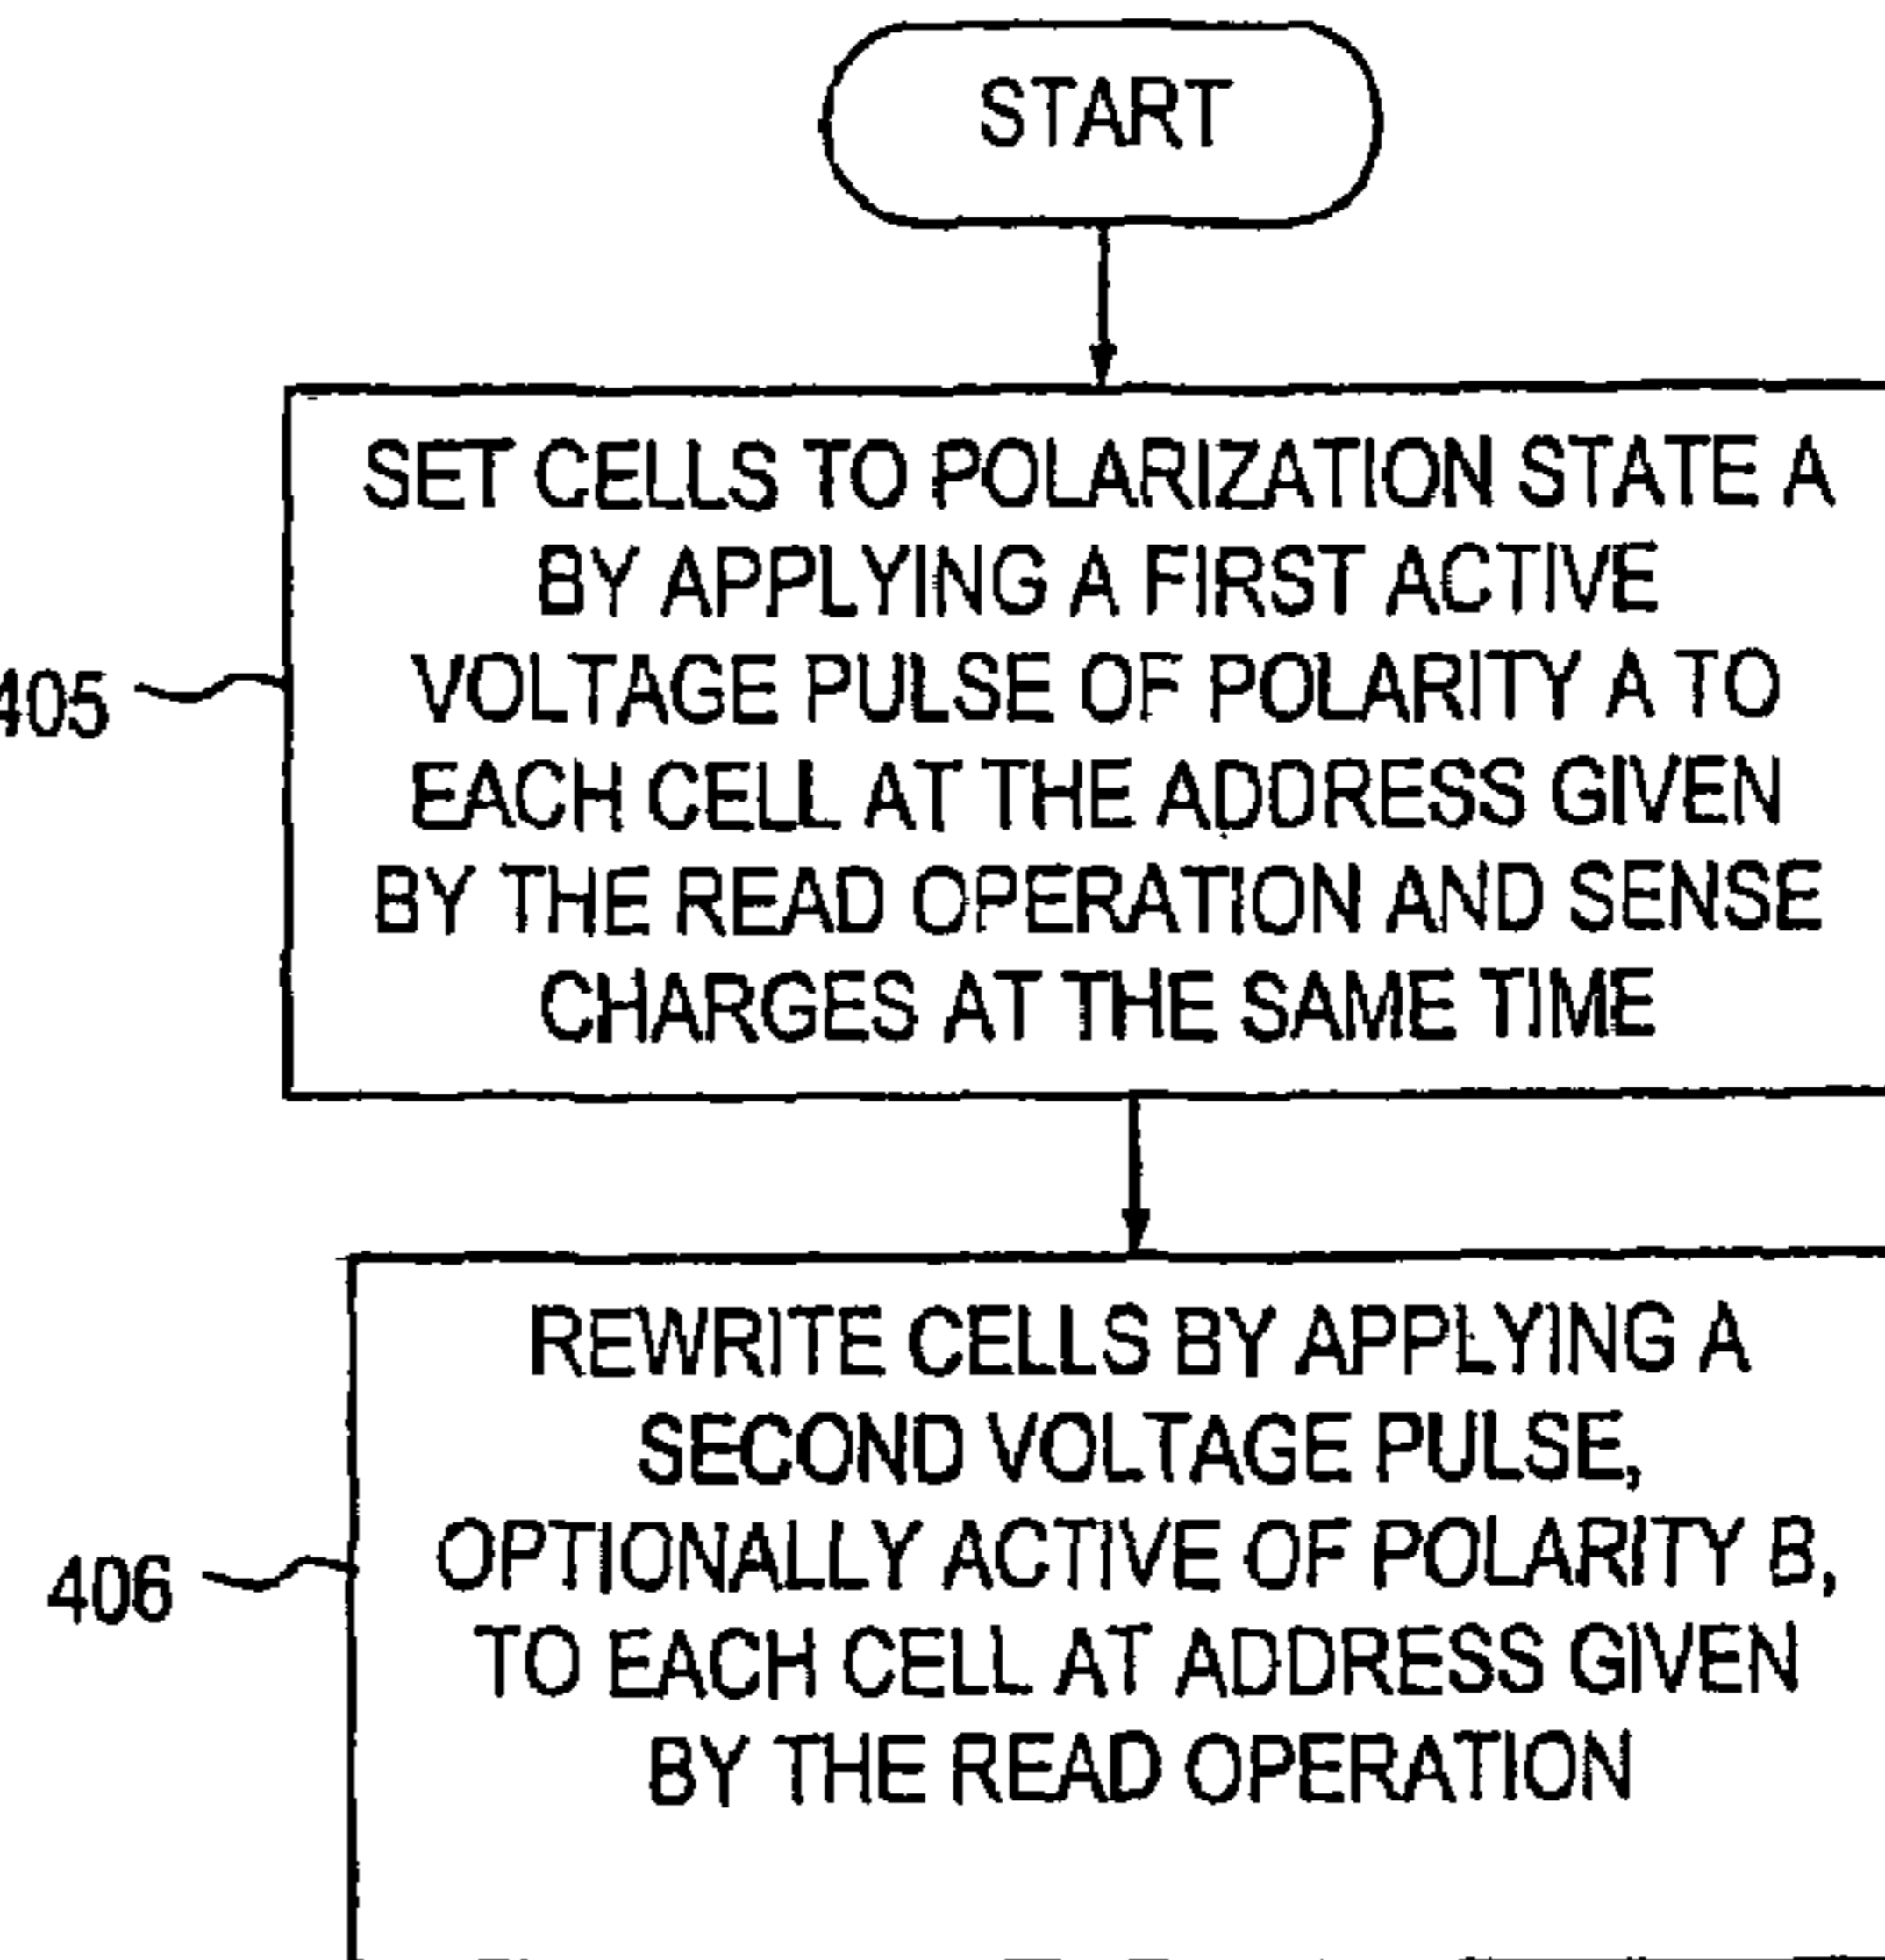 START
SET CELLS TO POLARIZATION STATE A
BY APPLYING A FIRST ACTIVE
VOLTAGE PULSE OF POLARITY A TO
EACH CELL AT THE ADDRESS GIVEN
BY THE READ OPERATION AND SENSE
CHARGES AT THE SAME TIME
405
REWRITE CELLS BY APPLYING A
SECOND VOLTAGE PULSE,
OPTIONALLY ACTIVE OF POLARITY B,
TO EACH CELL AT ADDRESS GIVEN
BY THE READ OPERATION
406